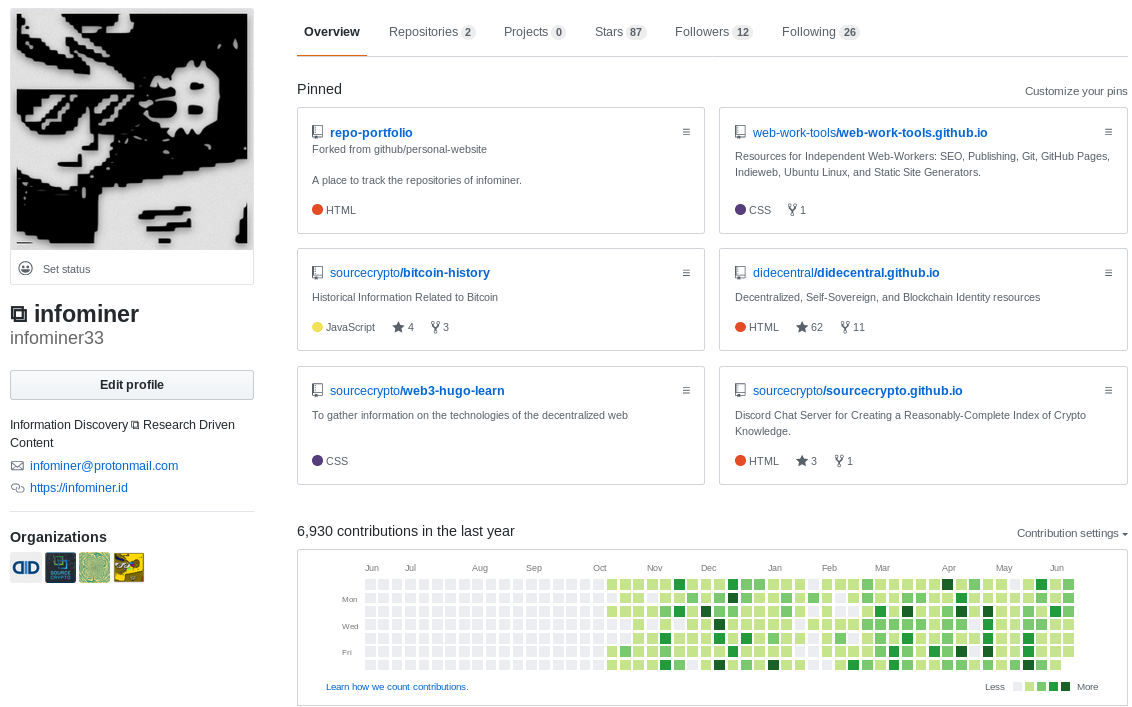 Overview Repositories 2 Projects 0 Stars 87 Followers 12 Following 26
Set status
⧉ infominer
infominer33
Edit profile
Information Discovery ⧉ Research Driven
Content
infominer@protonmail.com
https://infominer.id
Organizations
Pinned
Customize your pins
repo-portfolio
Forked from github/personal-website
A place to track the repositories of infominer.
HTML
web-work-tools/web-work-tools.github.io
Resources for Independent Web-Workers: SEO, Publishing, Git, GitHub Pages,
Indieweb, Ubuntu Linux, and Static Site Generators.
CSS 1
sourcecrypto/bitcoin-history
Historical Information Related to Bitcoin
JavaScript 4 3
didecentral/didecentral.github.io
Decentralized, Self-Sovereign, and Blockchain Identity resources
HTML 62 11
sourcecrypto/web3-hugo-learn
To gather information on the technologies of the decentralized web
CSS
sourcecrypto/sourcecrypto.github.io
Discord Chat Server for Creating a Reasonably-Complete Index of Crypto
Knowledge.
HTML 3 1
6,930 contributions in the last year
Contribution settings
Jun Jul Aug Sep Oct Nov Dec Jan Feb Mar Apr May Jun
Mon
Wed
Fri
Learn how we count contributions.
Less More
SOURCE
CRYPTO